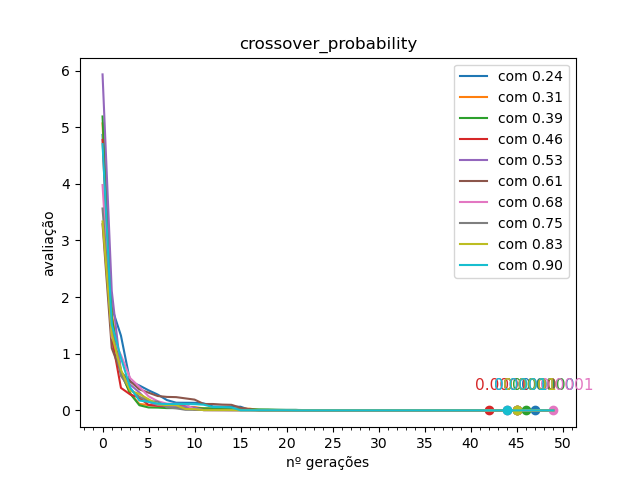 crossover_probability
6
5
4
3
2
1
0
avaliação
com 0.24
com 0.31
com 0.39
com 0.46
com 0.53
com 0.61
com 0.68
com 0.75
com 0.83
com 0.90
0 5 10 15 20 25 30 35 40 45 50
nº gerações